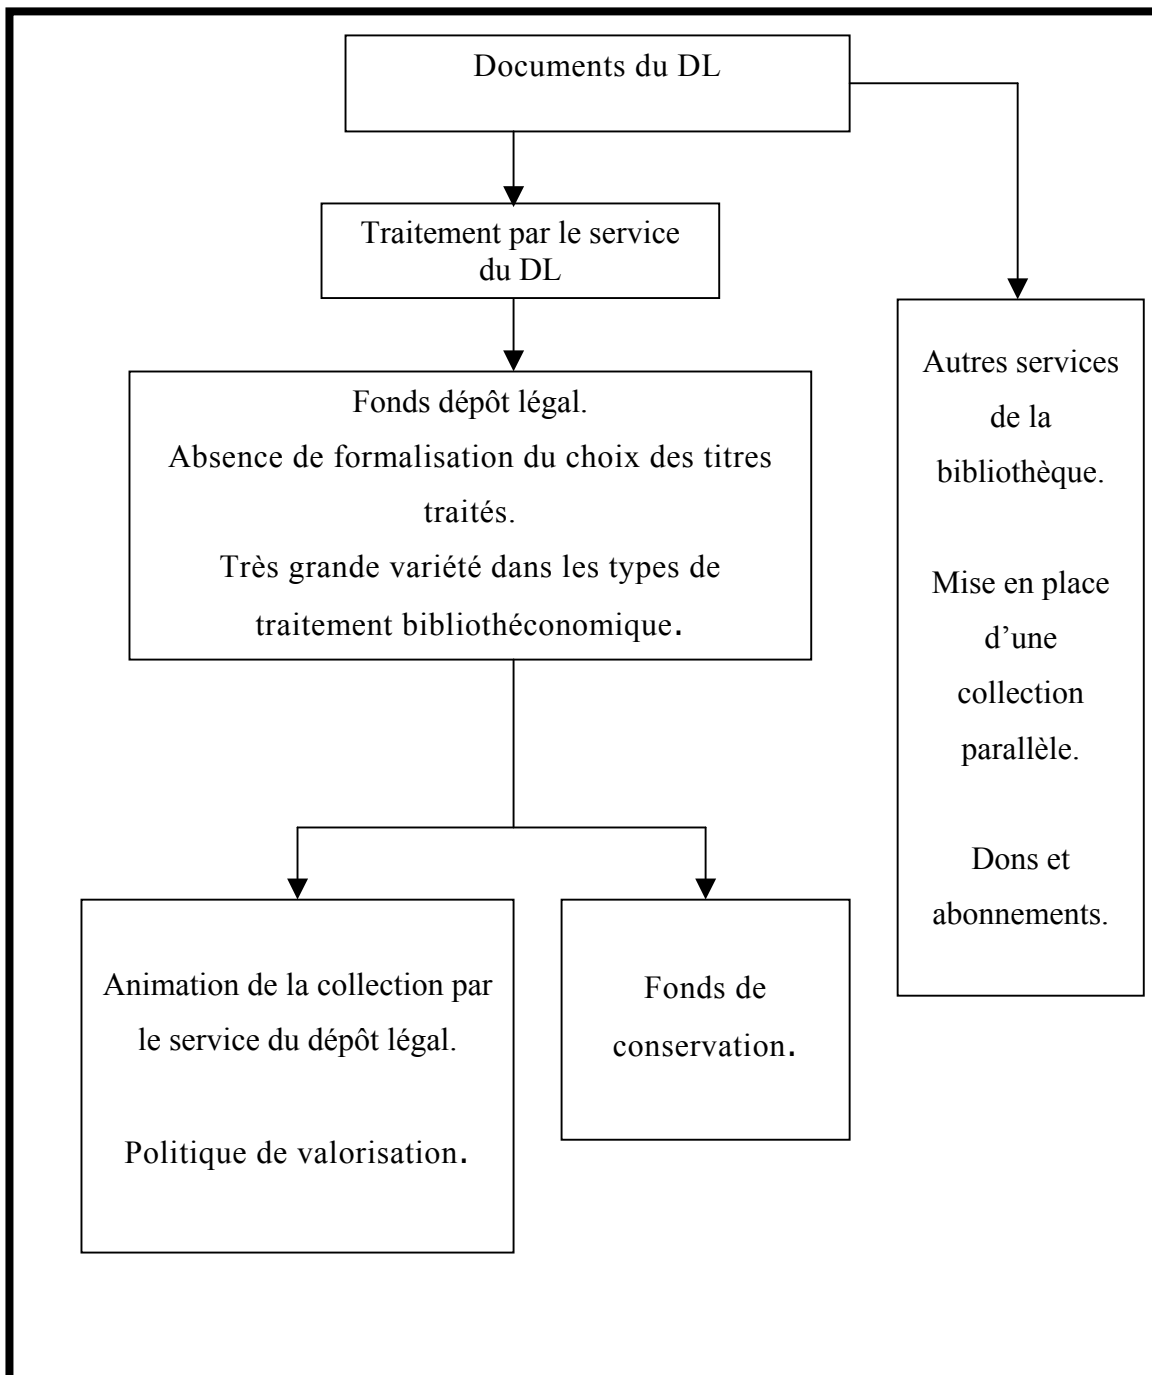 Documents du DL
Traitement par le service
du DL
Fonds dépôt légal.
Absence de formalisation du choix des titres
traités.
Très grande variété dans les types de
traitement bibliothéconomique.
Autres services
de la
bibliothèque.
Mise en place
d’une
collection
parallèle.
Dons et
abonnements.
Animation de la collection par
le service du dépôt légal.
Politique de valorisation.
Fonds de
conservation.